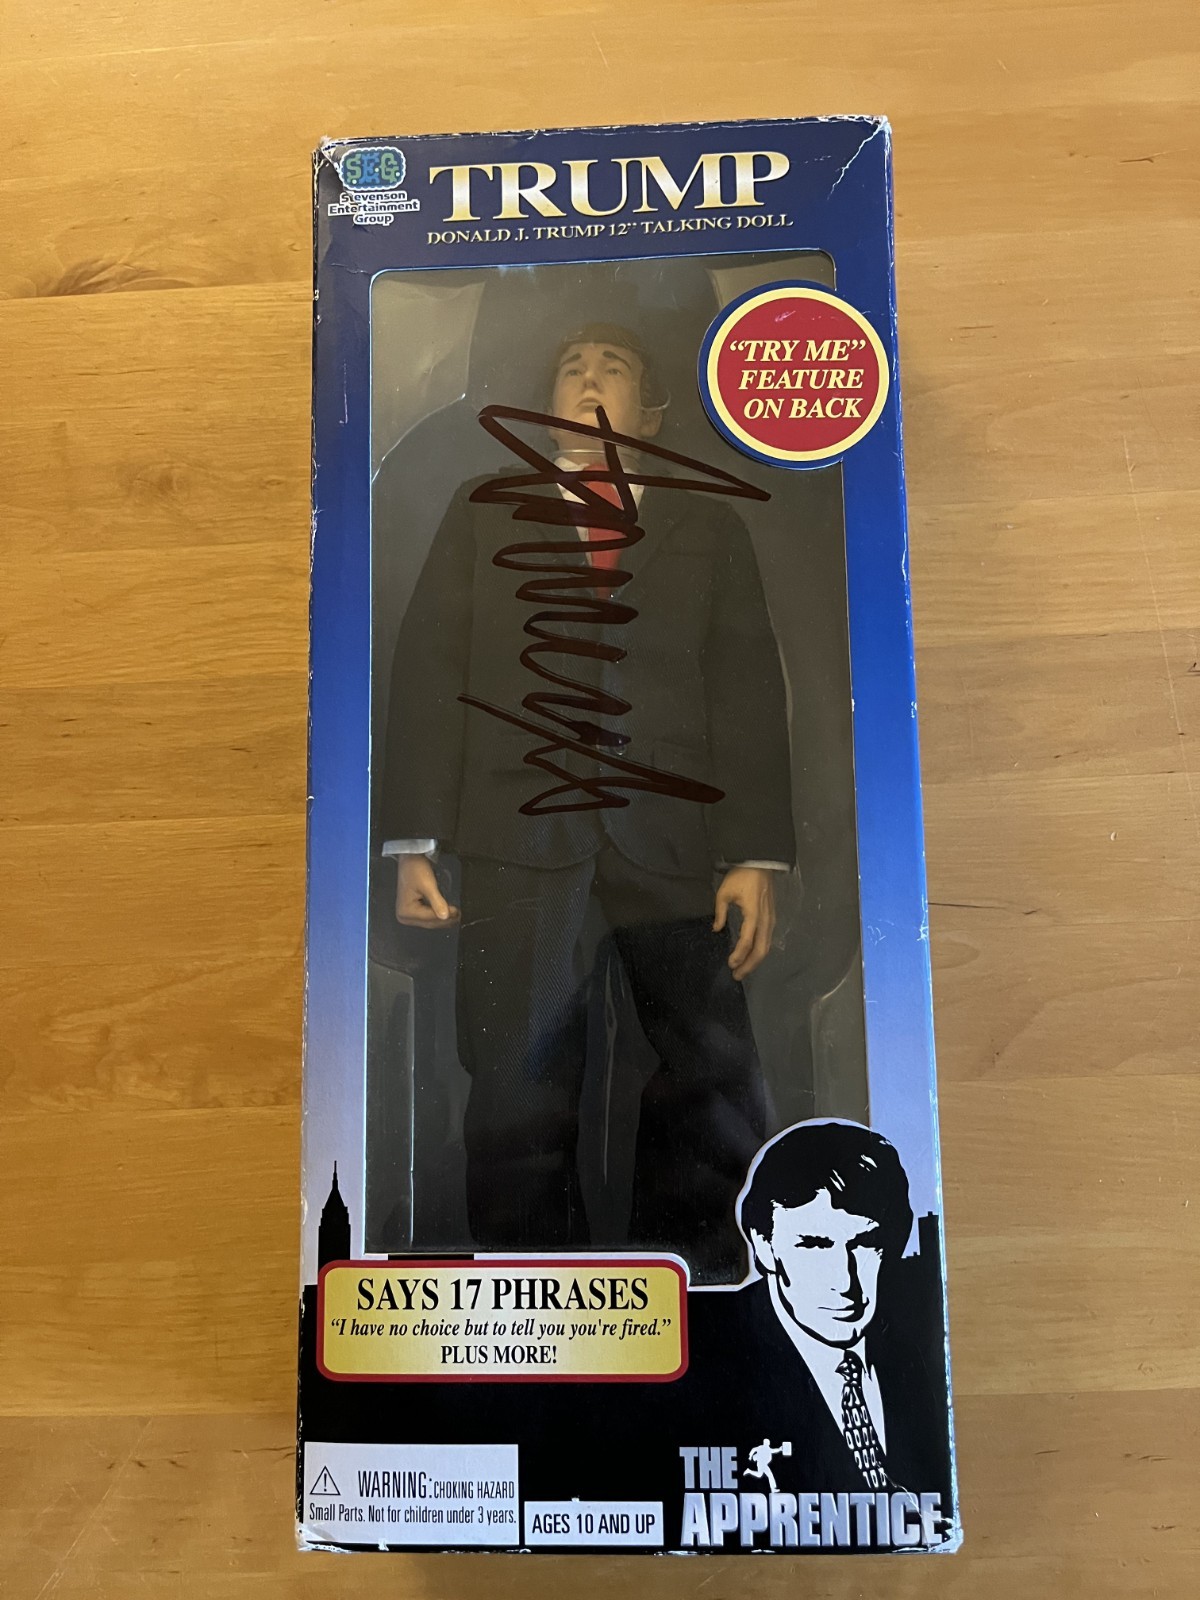 S.E.G.
Stevenson
Entertainment
Group
TRUMP
DONALD J. TRUMP 12" TALKING DOLL
"TRY ME"
FEATURE
ON BACK
SAYS 17 PHRASES
"I have no choice but to tell you you're fired."
PLUS MORE!
WARNING: CHOKING HAZARD
Small Parts. Not for children under 3 years.
AGES 10 AND UP
THE
APPRENTICE